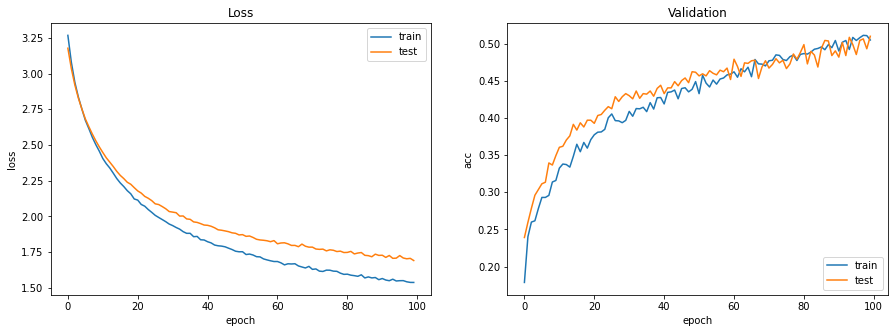 Loss
train
test
loss
3.25
3.00
2.75
2.50
2.25
2.00
1.75
1.50
0 20 40 60 80 100
epoch
Validation
acc
0.50
0.45
0.40
0.35
0.30
0.25
0.20
train
test
0 20 40 60 80 100
epoch